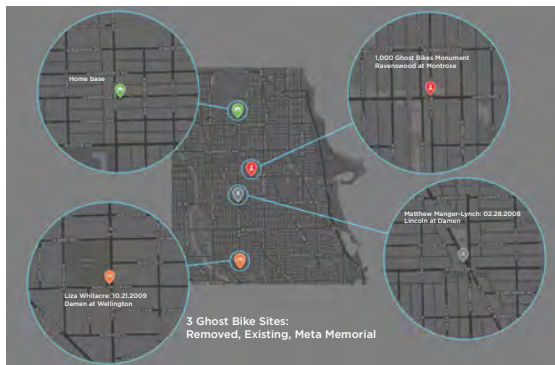 Home base
1,000 Ghost Bikes Monument
Ravenswood at Montrose
Matthew Manger-Lynch: 02.28.2008
Lincoln at Damen
Liza Whitacre: 10.21.2009
Damen at Wellington
3 Ghost Bike Sites:
Removed, Existing, Meta Memorial